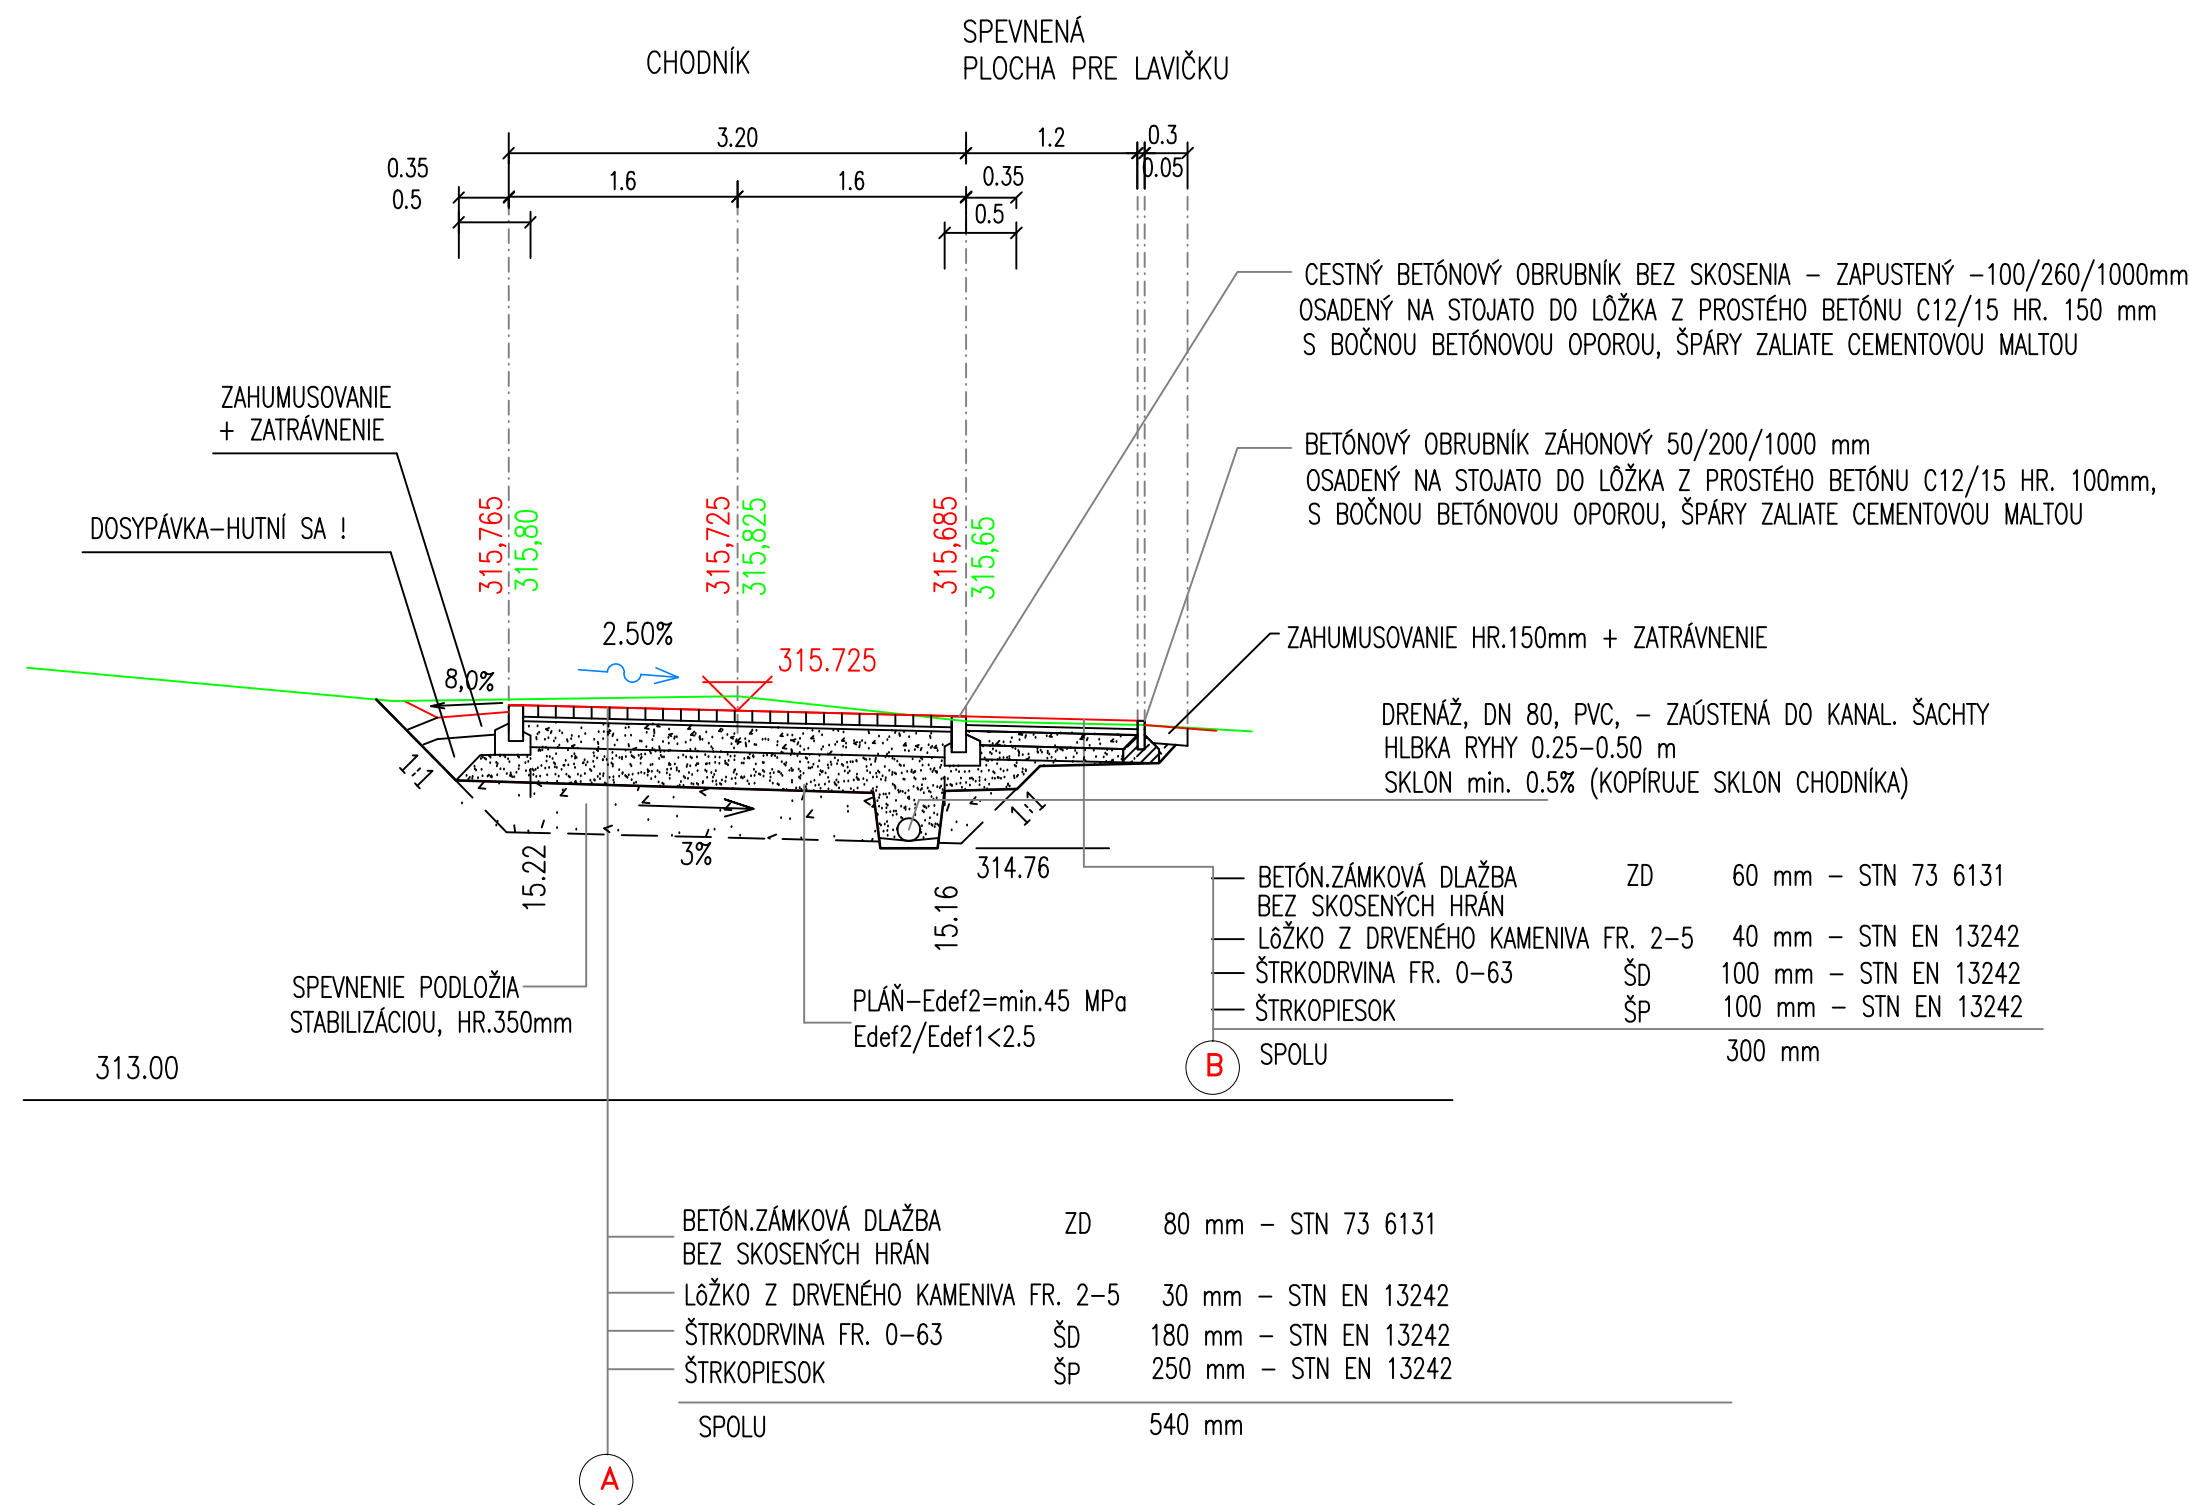 CHODNÍK
SPEVNENÁ
PLOCHA PRE LAVIČKU
3.20
1.2
0.3
0.05
0.35
0.5
1.6
1.6
0.35
0.5
CESTNÝ BETÓNOVÝ OBRUBNÍK BEZ SKOSENIA - ZAPUSTENÝ -100/260/1000mm
OSADENÝ NA STOJATO DO LÔŽKA Z PROSTÉHO BETÓNU C12/15 HR. 150 mm
S BOČNOU BETÓNOVOU OPOROU, ŠPÁRY ZALIATE CEMENTOVOU MALTOU
ZAHUMUSOVANIE
+ ZATRÁVNENIE
BETÓNOVÝ OBRUBNÍK ZÁHONOVÝ 50/200/1000 mm
OSADENÝ NA STOJATO DO LÔŽKA Z PROSTÉHO BETÓNU C12/15 HR. 100mm,
S BOČNOU BETÓNOVOU OPOROU, ŠPÁRY ZALIATE CEMENTOVOU MALTOU
DOSYPÁVKA-HUTNÍ SA !
315,765
315,80
315,725
315,825
315,685
315,65
2.50%
315.725
8,0%
ZAHUMUSOVANIE HR.150mm + ZATRÁVNENIE
DRENÁŽ, DN 80, PVC, - ZAÚSTENÁ DO KANAL. ŠACHTY
HLBKA RYHY 0.25-0.50 m
SKLON min. 0.5% (KOPÍRUJE SKLON CHODNÍKA)
1:1
1:1
3%
15.22
15.16
314.76
BETÓN.ZÁMKOVÁ DLAŽBA ZD 60 mm - STN 73 6131
BEZ SKOSENÝCH HRÁN
LôŽKO Z DRVENÉHO KAMENIVA FR. 2-5 40 mm - STN EN 13242
ŠTRKODRVINA FR. 0-63 ŠD 100 mm - STN EN 13242
ŠTRKOPIESOK ŠP 100 mm - STN EN 13242
SPOLU 300 mm
B
SPEVNENIE PODLOŽIA
STABILIZÁCIOU, HR.350mm
PLÁŇ-Edef2=min.45 MPa
Edef2/Edef1<2.5
313.00
BETÓN.ZÁMKOVÁ DLAŽBA ZD 80 mm - STN 73 6131
BEZ SKOSENÝCH HRÁN
LôŽKO Z DRVENÉHO KAMENIVA FR. 2-5 30 mm - STN EN 13242
ŠTRKODRVINA FR. 0-63 ŠD 180 mm - STN EN 13242
ŠTRKOPIESOK ŠP 250 mm - STN EN 13242
SPOLU 540 mm
A